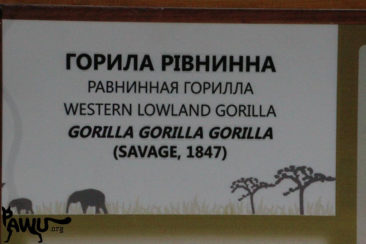 ГОРИЛА РІВНИННА
РАВНИННАЯ ГОРИЛЛА
WESTERN LOWLAND GORILLA
GORILLA GORILLA GORILLA
(SAVAGE, 1847)
PAWU.org